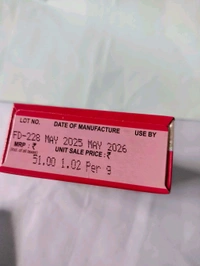 LOT NO. DATE OF MANUFACTURE USE BY
FD-228 MAY 2025 MAY 2026
MRP : ₹ UNIT SALE PRICE : ₹
51.00 1.02 Per g